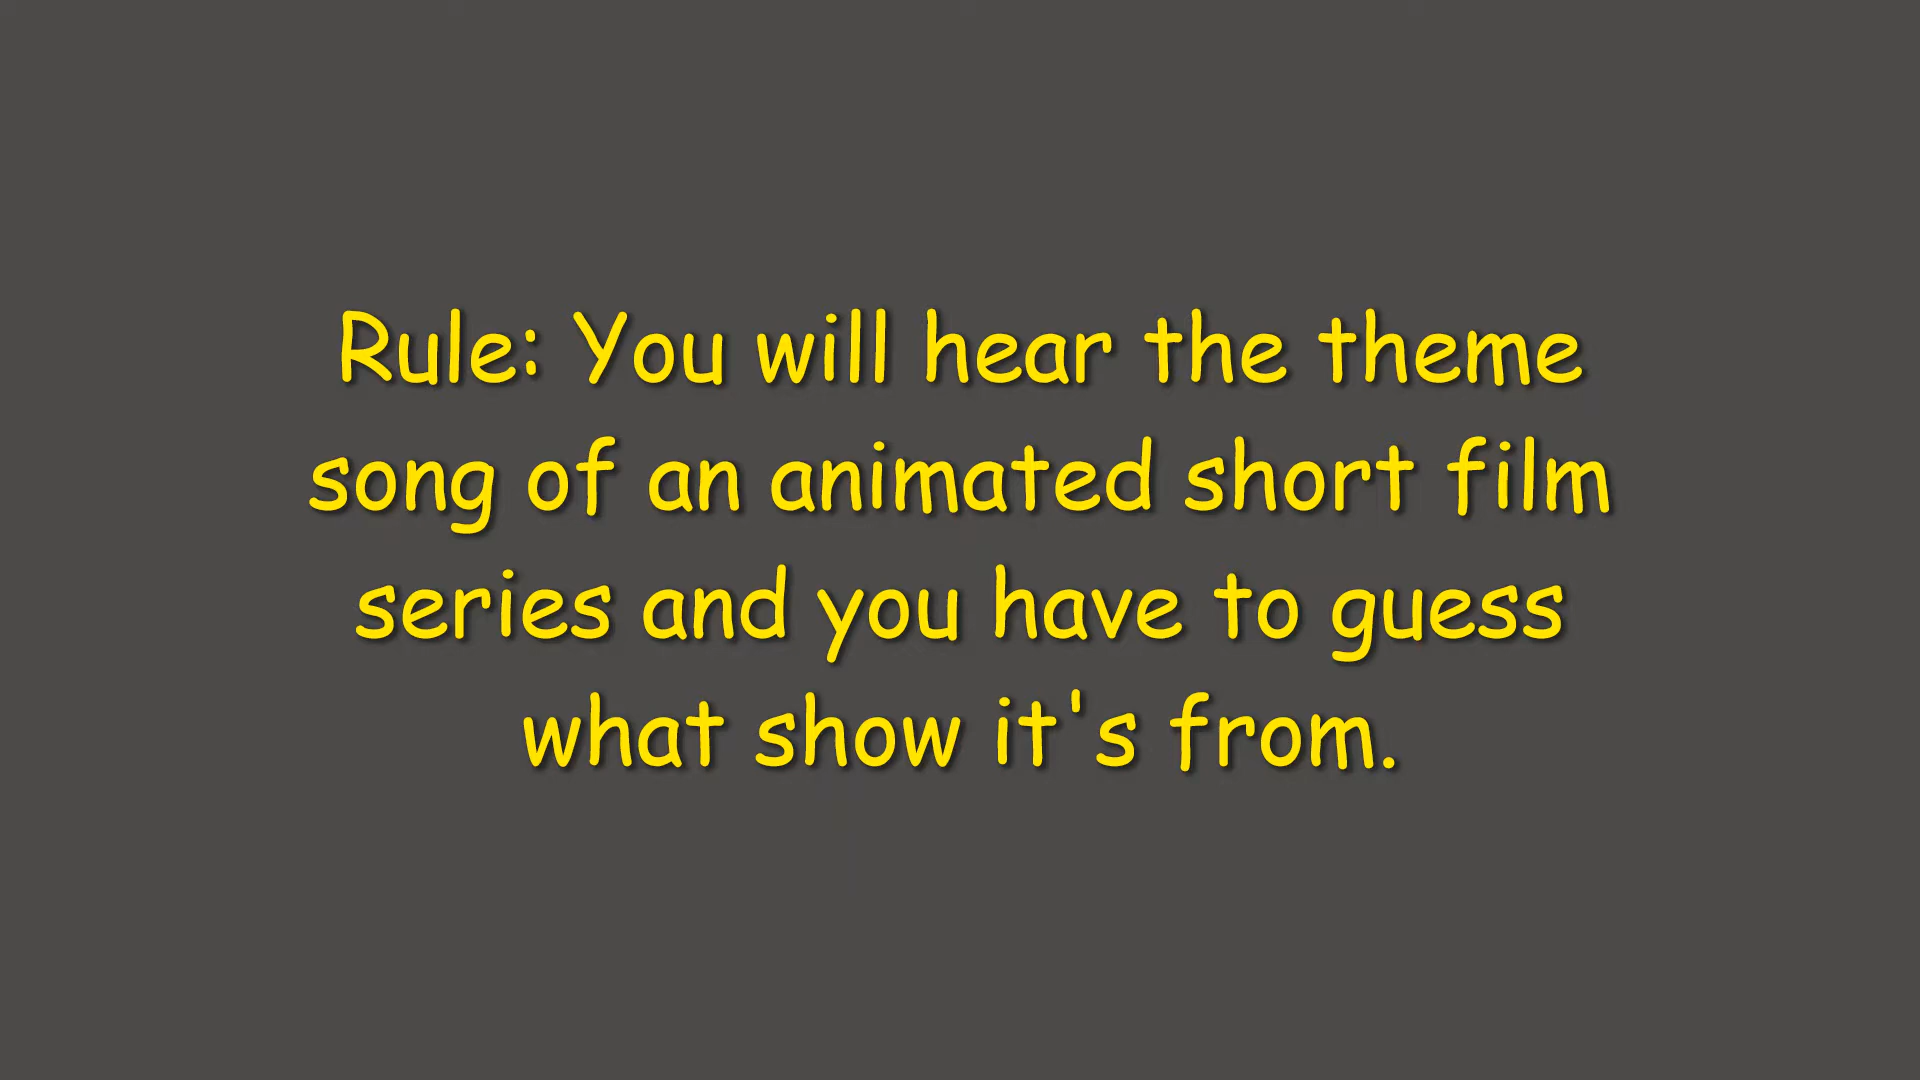 Rule: You will hear the theme
song of an animated short film
series and you have to guess
what show it's from.